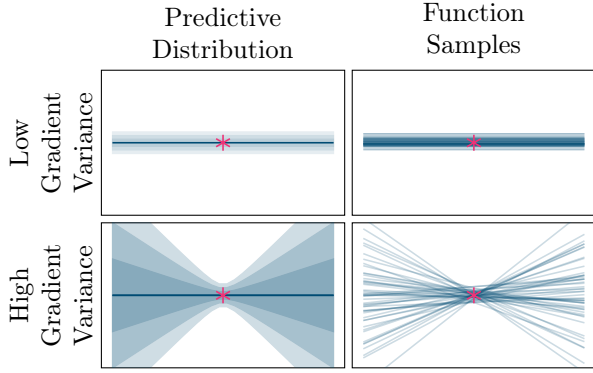 Predictive
Distribution
Function
Samples
Low
Gradient
Variance
High
Gradient
Variance